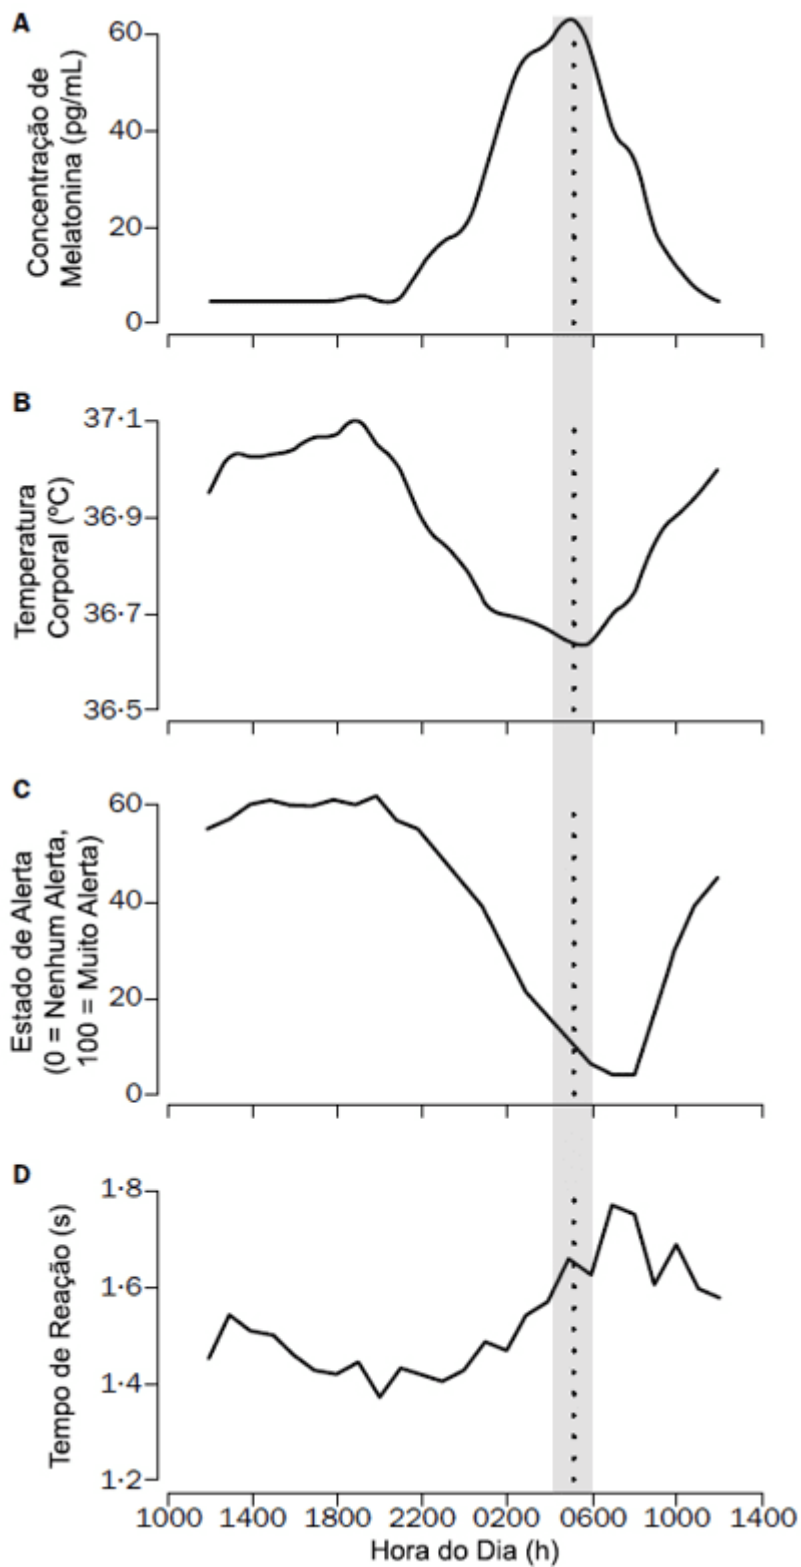 A
Concentração de
Melatonina (pg/mL)
60
40
20
0
B
Temperatura
Corporal (ºC)
37·1
36·9
36·7
36·5
C
Estado de Alerta
(0 = Nenhum Alerta,
100 = Muito Alerta)
60
40
20
0
D
Tempo de Reação (s)
1·8
1·6
1·4
1·2
1000 1400 1800 2200 0200 0600 1000 1400
Hora do Dia (h)